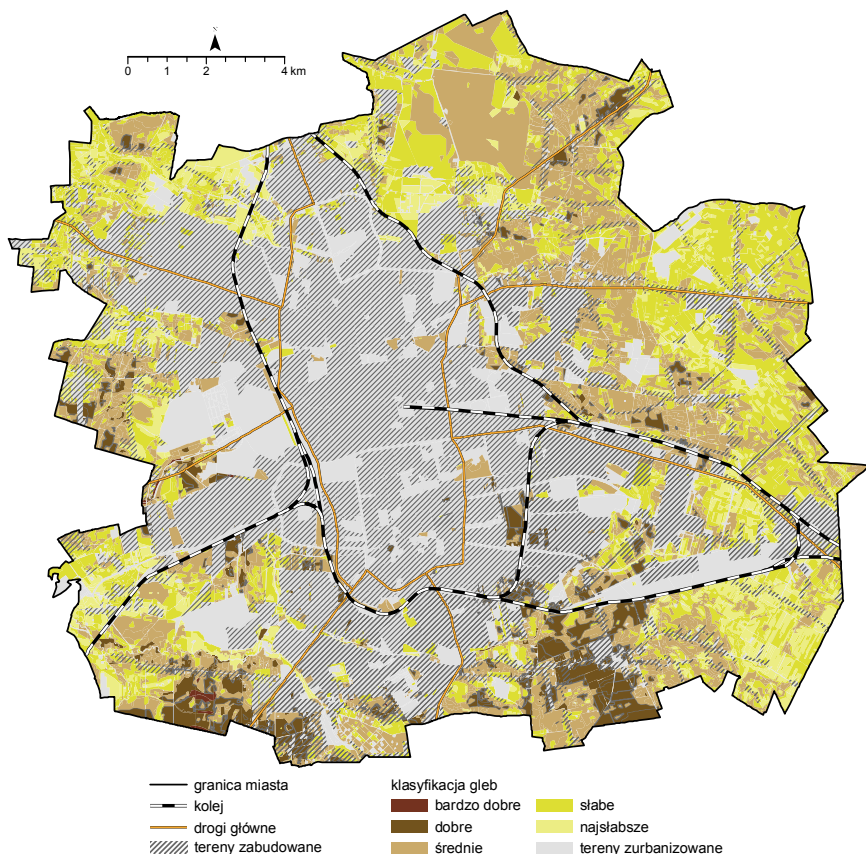 N
0 1 2 4 km
granica miasta
kolej
drogi główne
tereny zabudowane
klasyfikacja gleb
bardzo dobre
dobre
średnie
słabe
najsłabsze
tereny zurbanizowane